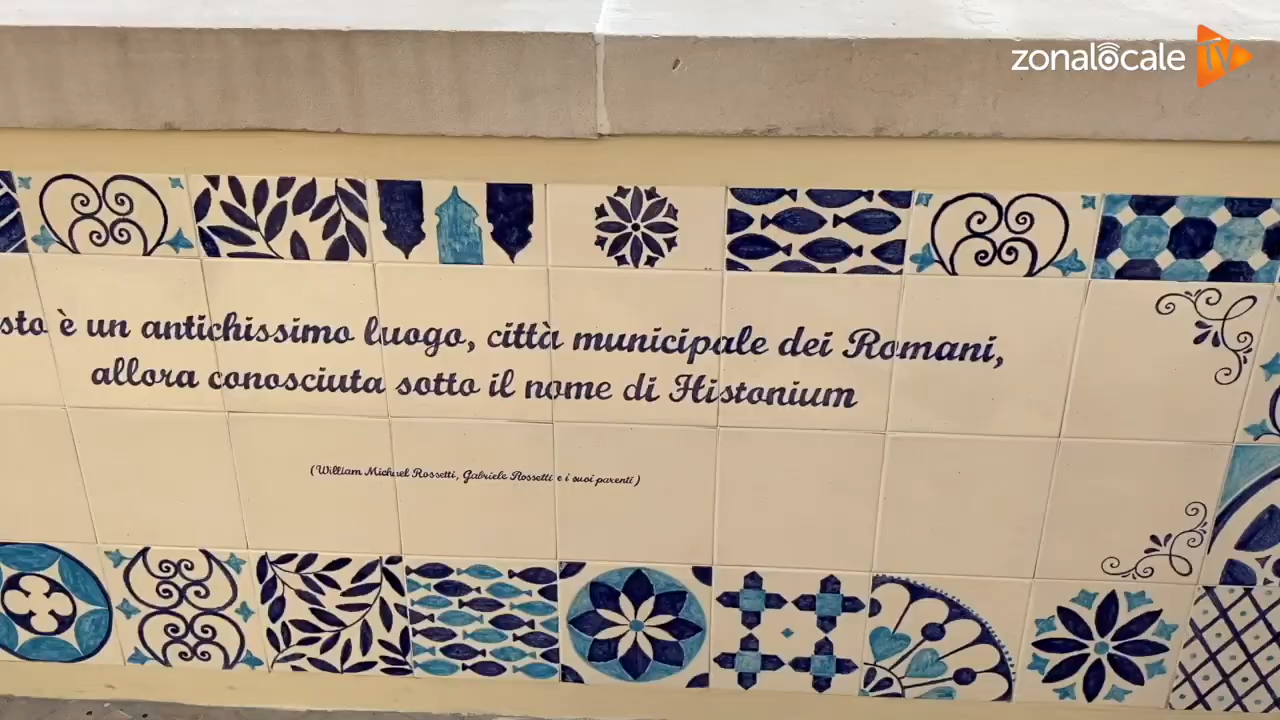 zonalocale TV
sto è un antichissimo luogo, città municipale dei Romani,
allora conosciuta sotto il nome di Histonium
(William Michael Rossetti, Gabriele Rossetti e i suoi parenti)